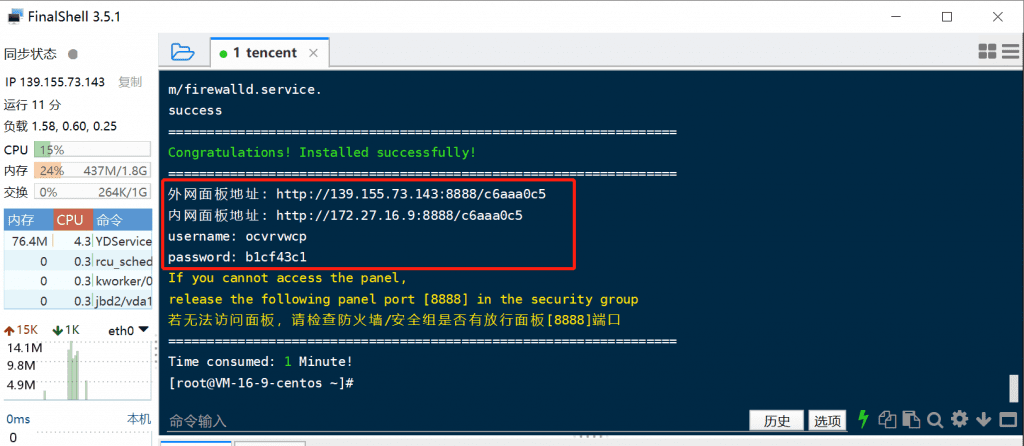 FinalShell 3.5.1
同步状态
1 tencent
IP 139.155.73.143 复制
运行 11 分
负载 1.58, 0.60, 0.25
CPU 15%
内存 24% 437M/1.8G
交换 0% 264K/1G
内存 CPU 命令
76.4M 4.3 YDService
0 0.3 rcu_sched
0 0.3 kworker/0
0 0.3 jbd2/vda1
15K 1K eth0
14.1M
9.8M
4.9M
0ms 本机
0
m/firewalld.service.
success
==================================================================
Congratulations! Installed successfully!
==================================================================
外网面板地址: http://139.155.73.143:8888/c6aaa0c5
内网面板地址: http://172.27.16.9:8888/c6aaa0c5
username: ocvrvwcp
password: b1cf43c1
If you cannot access the panel,
release the following panel port [8888] in the security group
若无法访问面板，请检查防火墙/安全组是否有放行面板[8888]端口
==================================================================
Time consumed: 1 Minute!
[root@VM-16-9-centos ~]#
命令输入 历史 选项